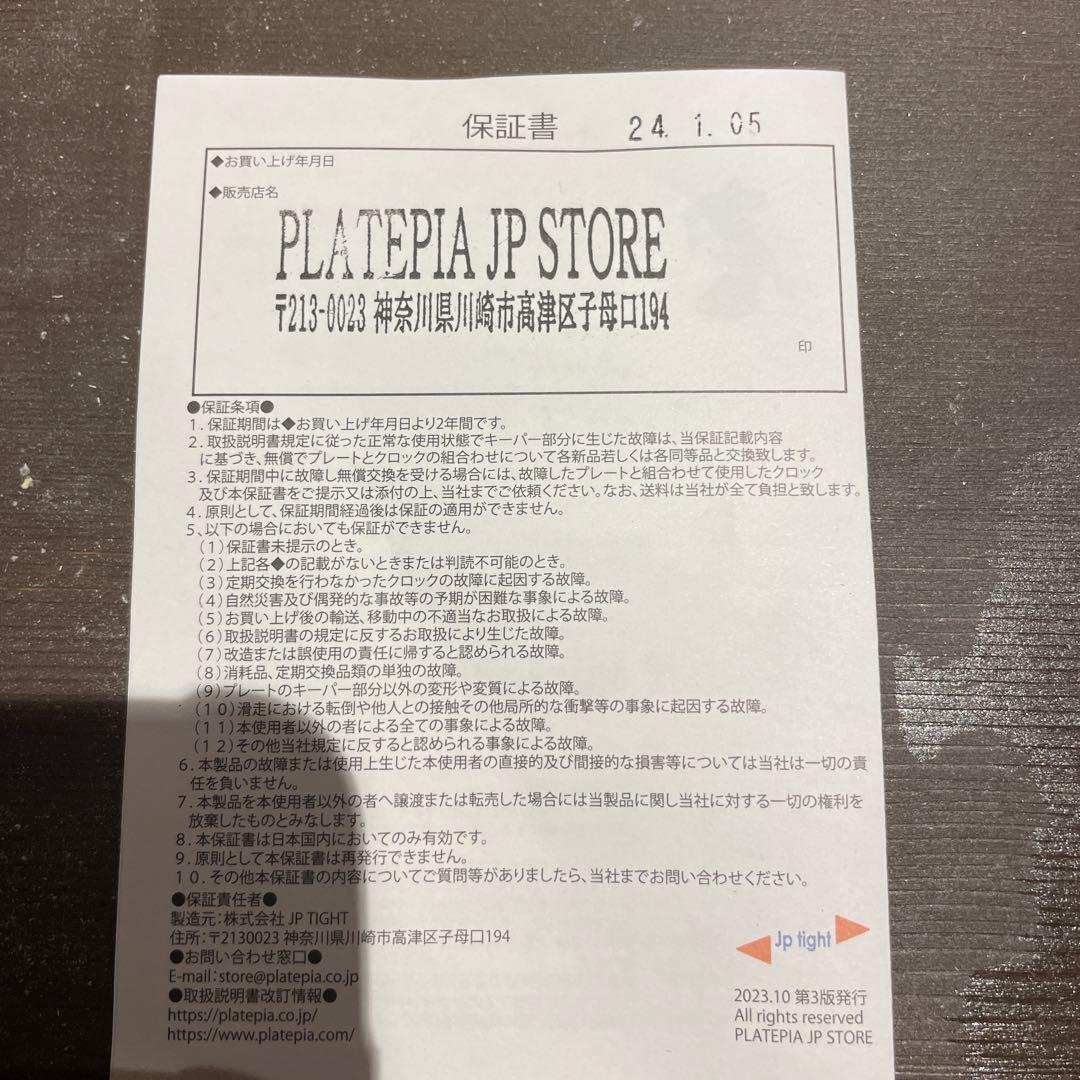 保証書 24. 1. 05
◆お買い上げ年月日
◆販売店名
PLATEPIA JP STORE
〒213-0023 神奈川県川崎市高津区子母口194
印
●保証条項●
1. 保証期間は◆お買い上げ年月日より2年間です。
2. 取扱説明書規定に従った正常な使用状態でキーパー部分に生じた故障は、当保証記載内容
に基づき、無償でプレートとクロックの組合わせについて各新品若しくは各同等品と交換致します。
3. 保証期間中に故障し無償交換を受ける場合には、故障したプレートと組合わせて使用したクロック
及び本保証書をご提示又は添付の上、当社までご依頼ください。なお、送料は当社が全て負担と致します。
4. 原則として、保証期間経過後は保証の適用ができません。
5、以下の場合においても保証ができません。
(1)保証書未提示のとき。
(2)上記各◆の記載がないときまたは判読不可能のとき。
(3)定期交換を行わなかったクロックの故障に起因する故障。
(4)自然災害及び偶発的な事故等の予期が困難な事象による故障。
(5)お買い上げ後の輸送、移動中の不適当なお取扱による故障。
(6)取扱説明書の規定に反するお取扱により生じた故障。
(7)改造または誤使用の責任に帰すると認められる故障。
(8)消耗品、定期交換品類の単独の故障。
(9)プレートのキーパー部分以外の変形や変質による故障。
(10)滑走における転倒や他人との接触その他局所的な衝撃等の事象に起因する故障。
(11)本使用者以外の者による全ての事象による故障。
(12)その他当社規定に反すると認められる事象による故障。
6. 本製品の故障または使用上生じた本使用者の直接的及び間接的な損害等については当社は一切の責
任を負いません。
7. 本製品を本使用者以外の者へ譲渡または転売した場合には当製品に関し当社に対する一切の権利を
放棄したものとみなします。
8. 本保証書は日本国内においてのみ有効です。
9. 原則として本保証書は再発行できません。
10. その他本保証書の内容についてご質問等がありましたら、当社までお問い合わせください。
●保証責任者●
製造元:株式会社 JP TIGHT
住所:〒2130023 神奈川県川崎市高津区子母口194
●お問い合わせ窓口●
E-mail:store@platepia.co.jp
●取扱説明書改訂情報●
https://platepia.co.jp/
https://www.platepia.com/
Jp tight
2023.10 第3版発行
All rights reserved
PLATEPIA JP STORE